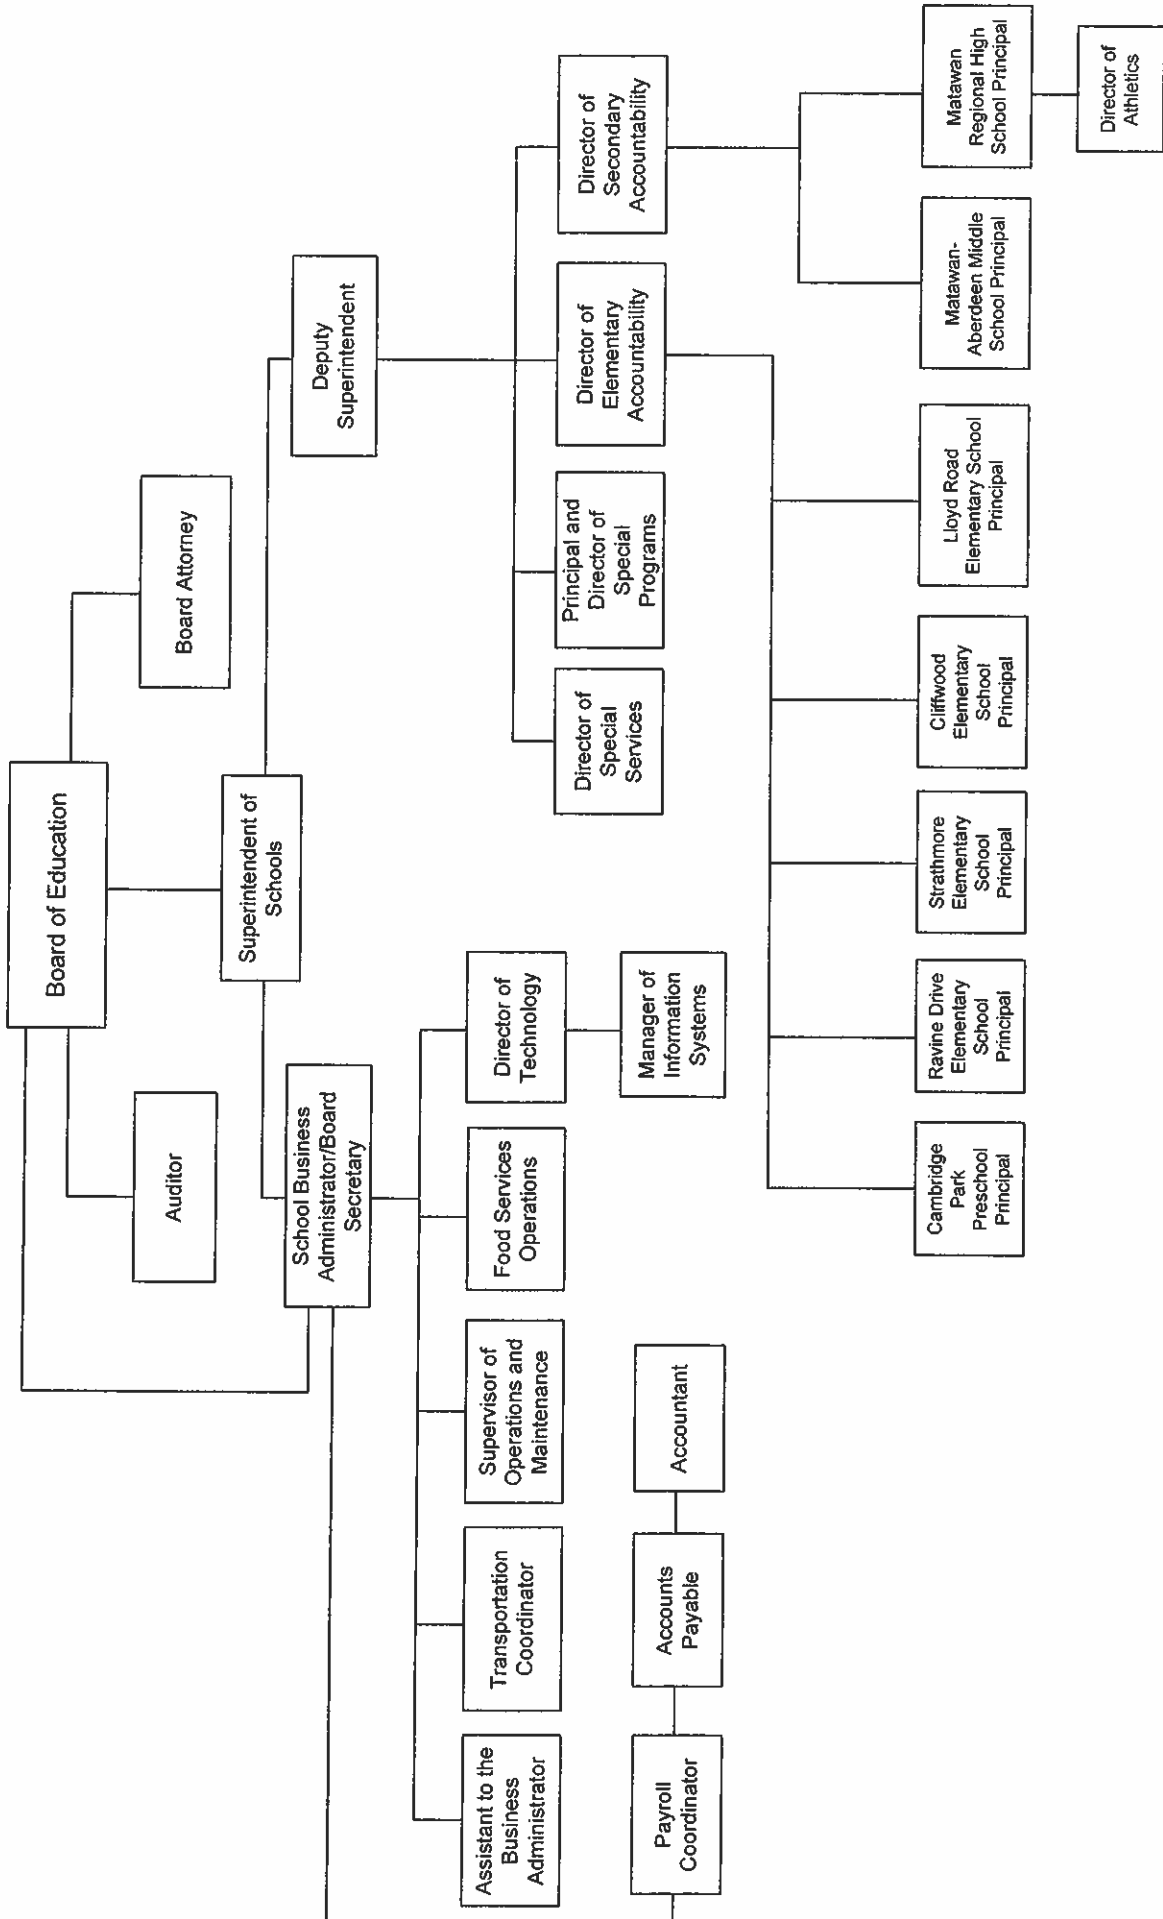 Board of Education
Auditor
Board Attorney
Superintendent of
Schools
School Business
Administrator/Board
Secretary
Deputy
Superintendent
Assistant to the
Business
Administrator
Transportation
Coordinator
Supervisor of
Operations and
Maintenance
Food Services
Operations
Director of
Technology
Director of
Special
Services
Principal and
Director of
Special
Programs
Director of
Elementary
Accountability
Director of
Secondary
Accountability
Payroll
Coordinator
Accounts
Payable
Accountant
Manager of
Information
Systems
Cambridge
Park
Preschool
Principal
Ravine Drive
Elementary
School
Principal
Strathmore
Elementary
School
Principal
Cliffwood
Elementary
School
Principal
Lloyd Road
Elementary School
Principal
Matawan-
Aberdeen Middle
School Principal
Matawan
Regional High
School Principal
Director of
Athletics